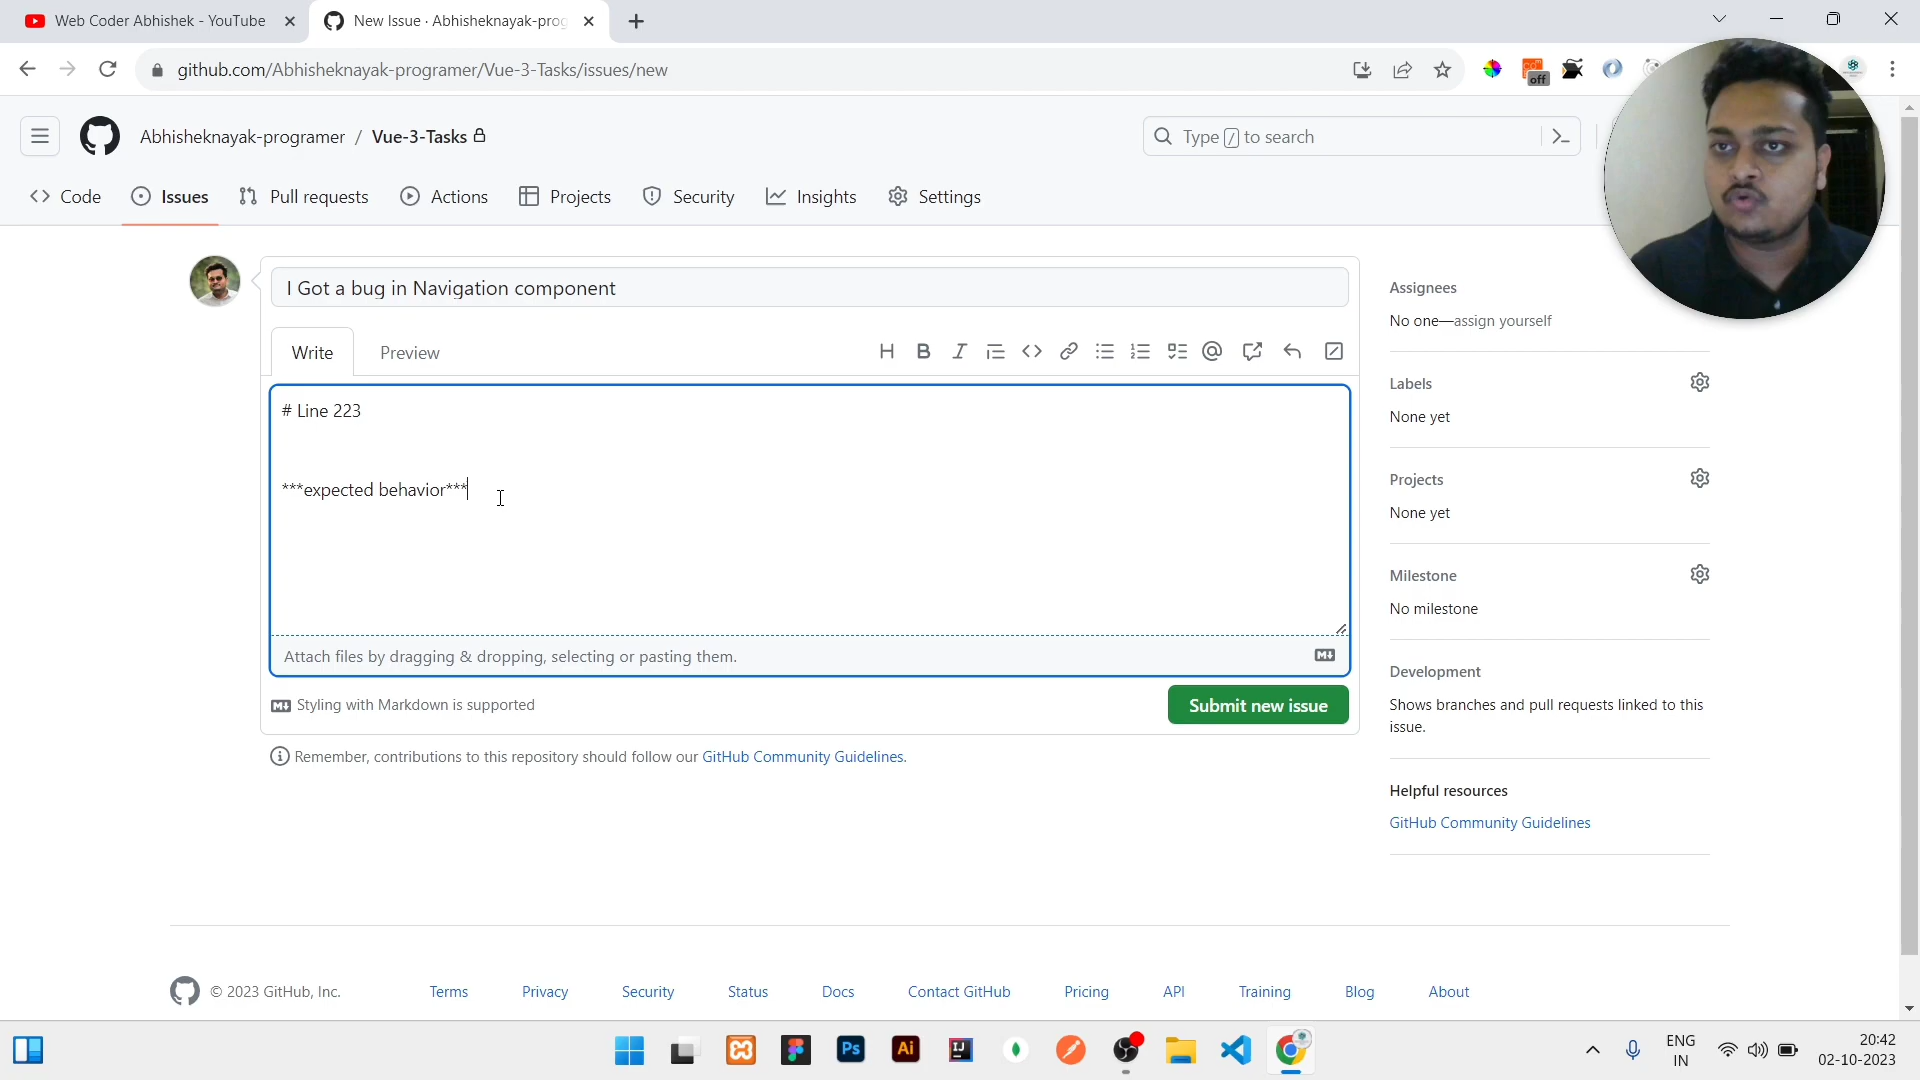 Web Coder Abhishek - YouTube
New Issue · Abhisheknayak-prog
github.com/Abhisheknayak-programer/Vue-3-Tasks/issues/new
off
Abhisheknayak-programer / Vue-3-Tasks
Type / to search
Code
Issues
Pull requests
Actions
Projects
Security
Insights
Settings
I Got a bug in Navigation component
Write
Preview
# Line 223
***expected behavior***
Attach files by dragging & dropping, selecting or pasting them.
Styling with Markdown is supported
Submit new issue
Remember, contributions to this repository should follow our GitHub Community Guidelines.
Assignees
No one—assign yourself
Labels
None yet
Projects
None yet
Milestone
No milestone
Development
Shows branches and pull requests linked to this
issue.
Helpful resources
GitHub Community Guidelines
© 2023 GitHub, Inc.
Terms
Privacy
Security
Status
Docs
Contact GitHub
Pricing
API
Training
Blog
About
Ps
Ai
IJ
ENG
IN
20:42
02-10-2023